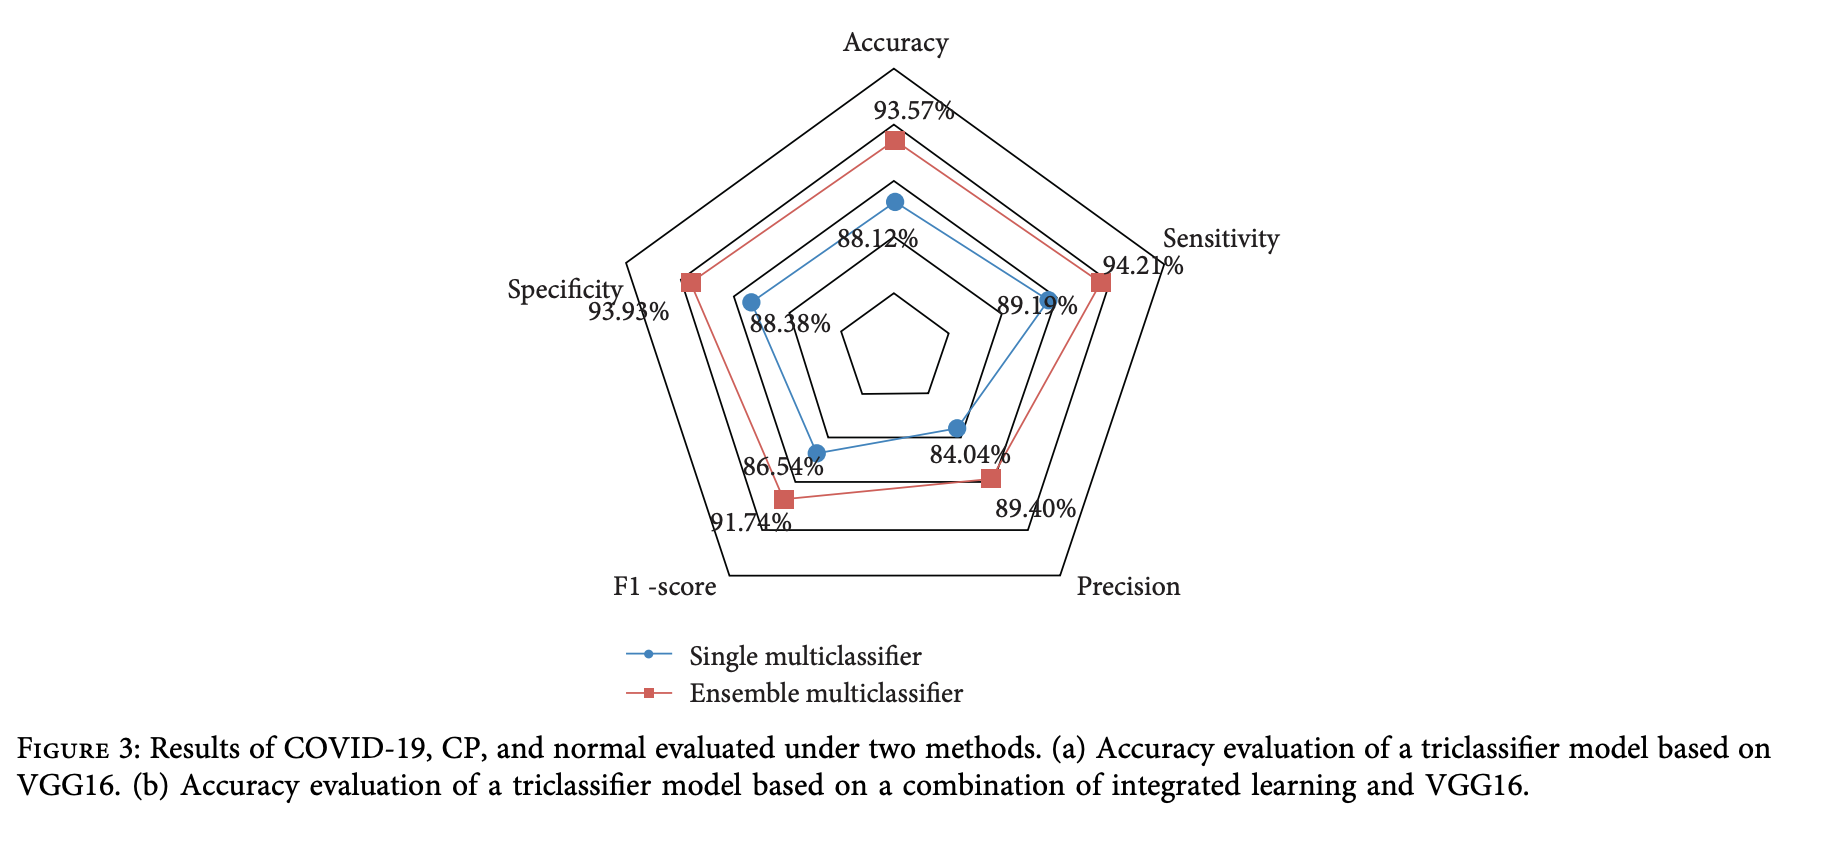 Accuracy
93.57%
Sensitivity
88.12%
94.21%
Specificity
89.19%
93.93%
88.38%
84.04%
86.54%
89.40%
91.74%
F1 -score
Precision
Single multiclassifier
Ensemble multiclassifier
Figure 3: Results of COVID-19, CP, and normal evaluated under two methods. (a) Accuracy evaluation of a triclassifier model based on
VGG16. (b) Accuracy evaluation of a triclassifier model based on a combination of integrated learning and VGG16.